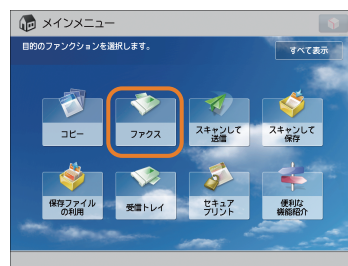 メインメニュー
目的のファンクションを選択します。
すべて表示
コピー
ファクス
スキャンして
送信
スキャンして
保存
保存ファイル
の利用
受信トレイ
セキュア
プリント
便利な
機能紹介